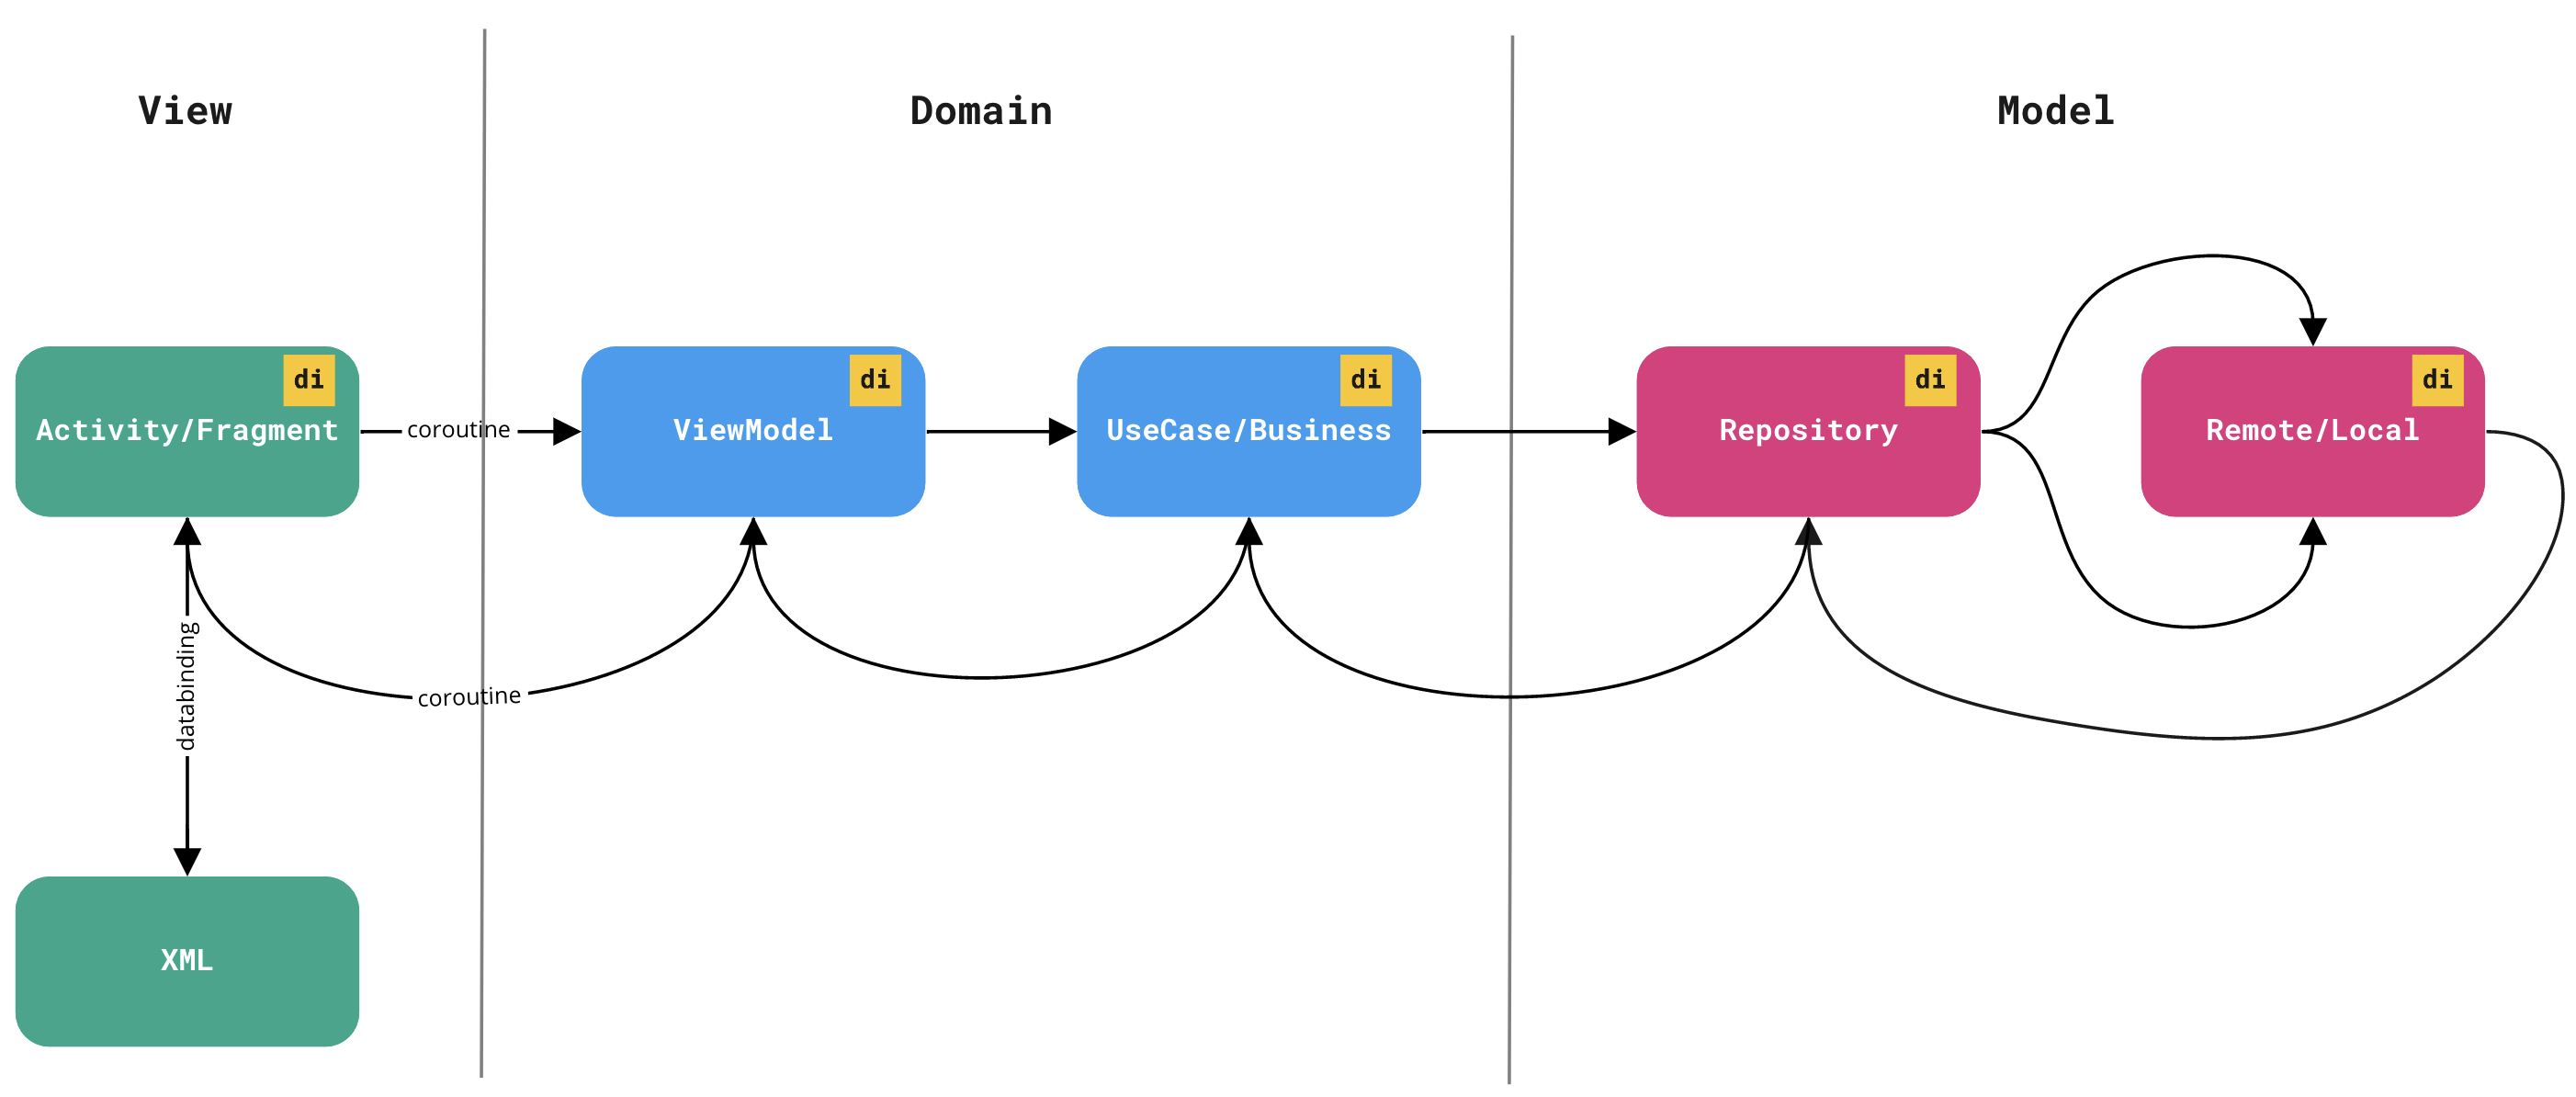 View
Domain
Model
di
Activity/Fragment
coroutine
di
ViewModel
di
UseCase/Business
di
Repository
di
Remote/Local
databinding
coroutine
XML